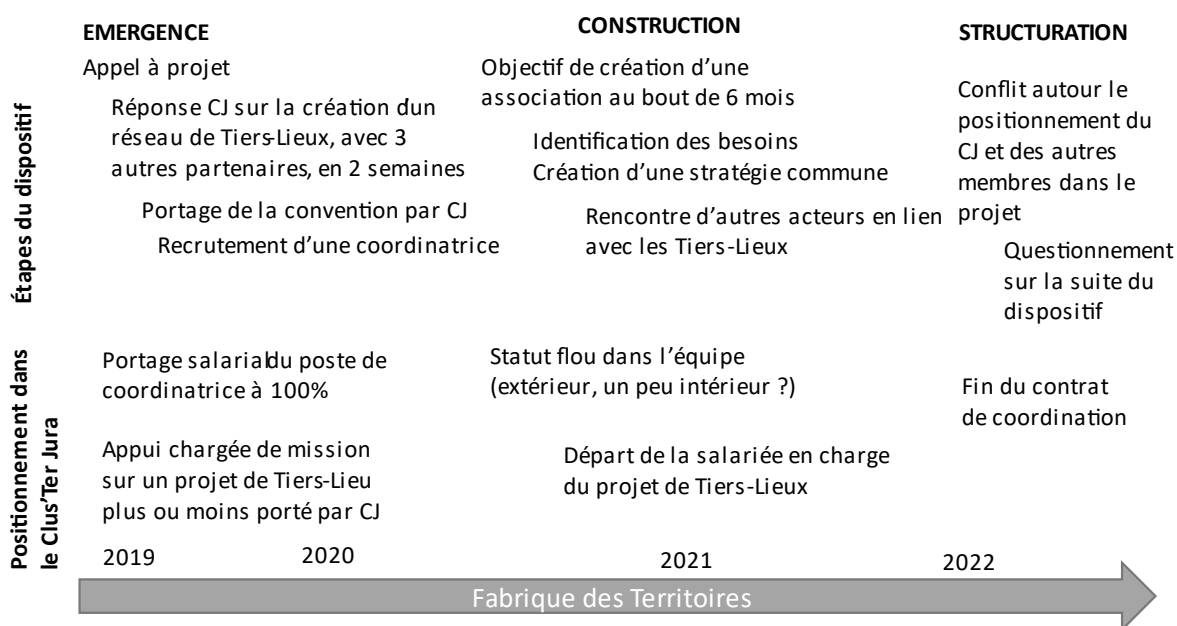 EMERGENCE
CONSTRUCTION
STRUCTURATION
Étapes du dispositif
Appel à projet
Réponse CJ sur la création d'un
réseau de Tiers-Lieux, avec 3
autres partenaires, en 2 semaines
Portage de la convention par CJ
Recrutement d'une coordinatrice
Objectif de création d'une
association au bout de 6 mois
Identification des besoins
Création d'une stratégie commune
Rencontre d'autres acteurs en lien
avec les Tiers-Lieux
Conflit autour le
positionnement du
CJ et des autres
membres dans le
projet
Questionnement
sur la suite du
dispositif
Positionnement dans
le Clus'Ter Jura
Portage salarial du poste de
coordinatrice à 100%
Appui chargée de mission
sur un projet de Tiers-Lieu
plus ou moins porté par CJ
Statut flou dans l'équipe
(extérieur, un peu intérieur ?)
Départ de la salariée en charge
du projet de Tiers-Lieux
Fin du contrat
de coordination
2019
2020
2021
2022
Fabrique des Territoires